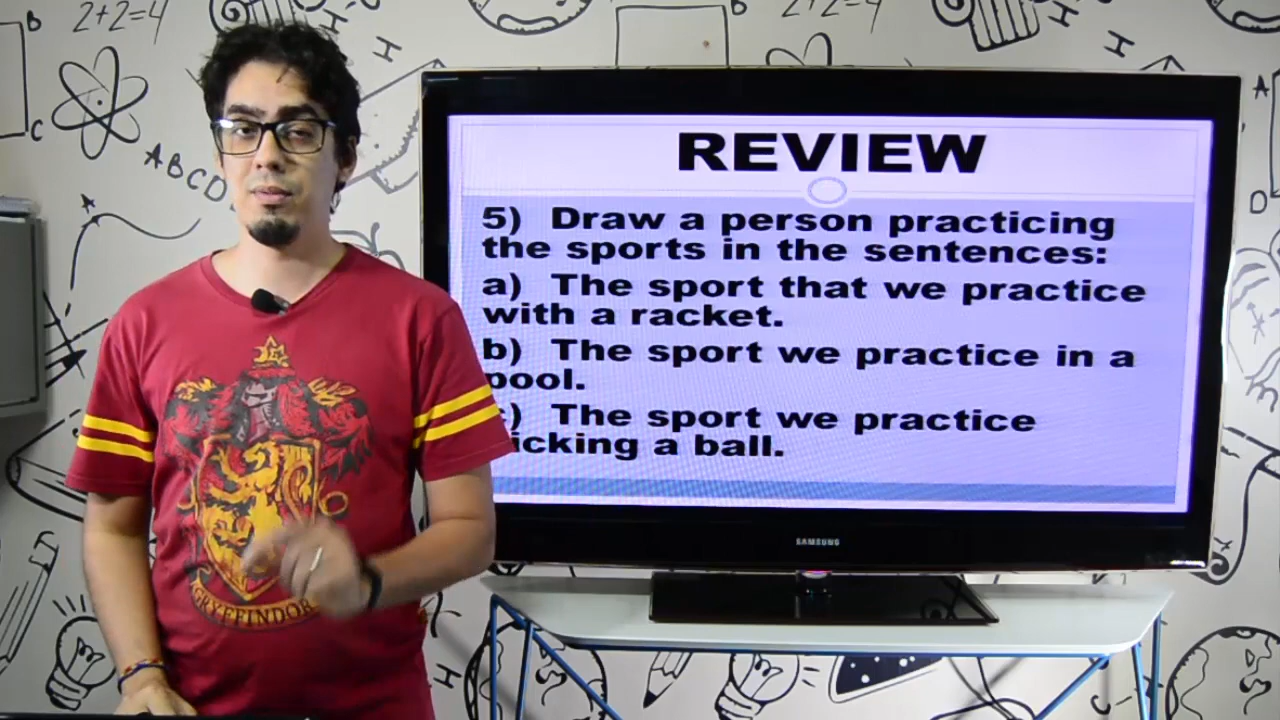 2+2=4
2+2=4
B
B
C
A B C D
A
A
D
REVIEW
5) Draw a person practicing
the sports in the sentences:
a) The sport that we practice
with a racket.
b) The sport we practice in a
pool.
The sport we practice
icking a ball.
SAMSUNG
GRYFFINDOR